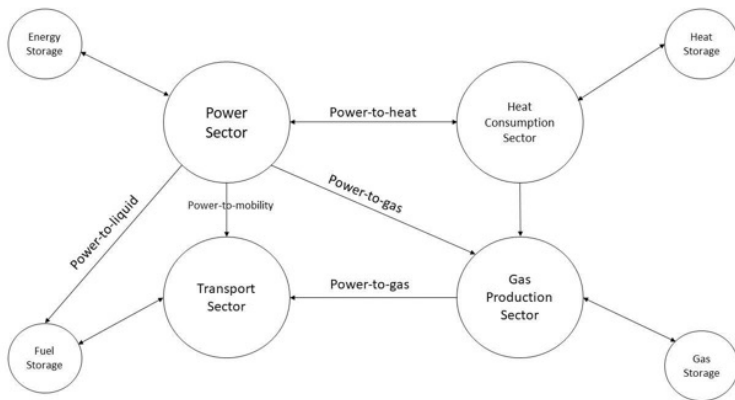 Energy
Storage
Heat
Storage
Power
Sector
Power-to-heat
Heat
Consumption
Sector
Power-to-liquid
Power-to-mobility
Power-to-gas
Transport
Sector
Power-to-gas
Gas
Production
Sector
Fuel
Storage
Gas
Storage